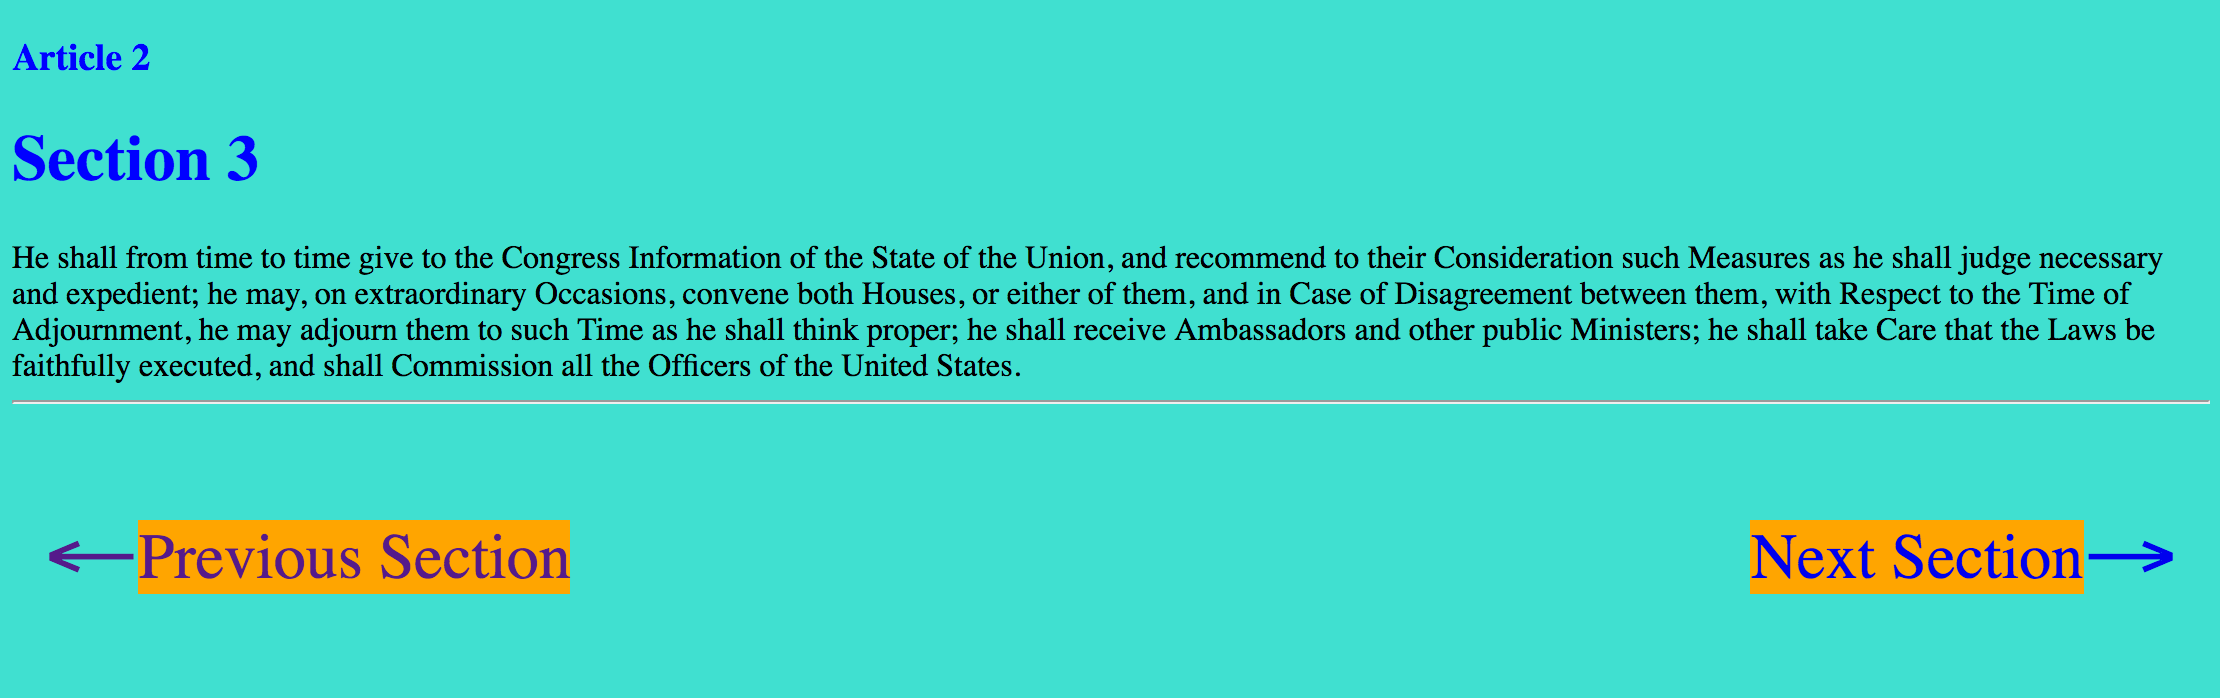 Article 2
Section 3
He shall from time to time give to the Congress Information of the State of the Union, and recommend to their Consideration such Measures as he shall judge necessary
and expedient; he may, on extraordinary Occasions, convene both Houses, or either of them, and in Case of Disagreement between them, with Respect to the Time of
Adjournment, he may adjourn them to such Time as he shall think proper; he shall receive Ambassadors and other public Ministers; he shall take Care that the Laws be
faithfully executed, and shall Commission all the Officers of the United States.
←Previous Section
Next Section→